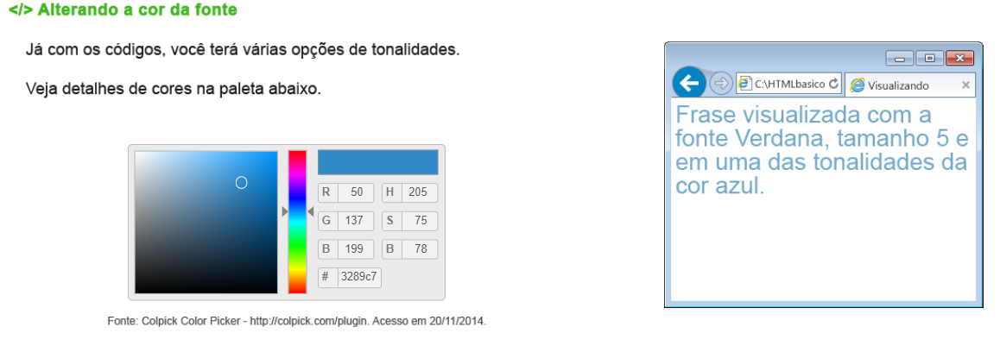 </> Alterando a cor da fonte
Já com os códigos, você terá várias opções de tonalidades.
Veja detalhes de cores na paleta abaixo.
R 50 H 205
G 137 S 75
B 199 B 78
# 3289c7
Fonte: Colpick Color Picker - http://colpick.com/plugin. Acesso em 20/11/2014.
C:\HTMLbasico Visualizando
Frase visualizada com a
fonte Verdana, tamanho 5 e
em uma das tonalidades da
cor azul.